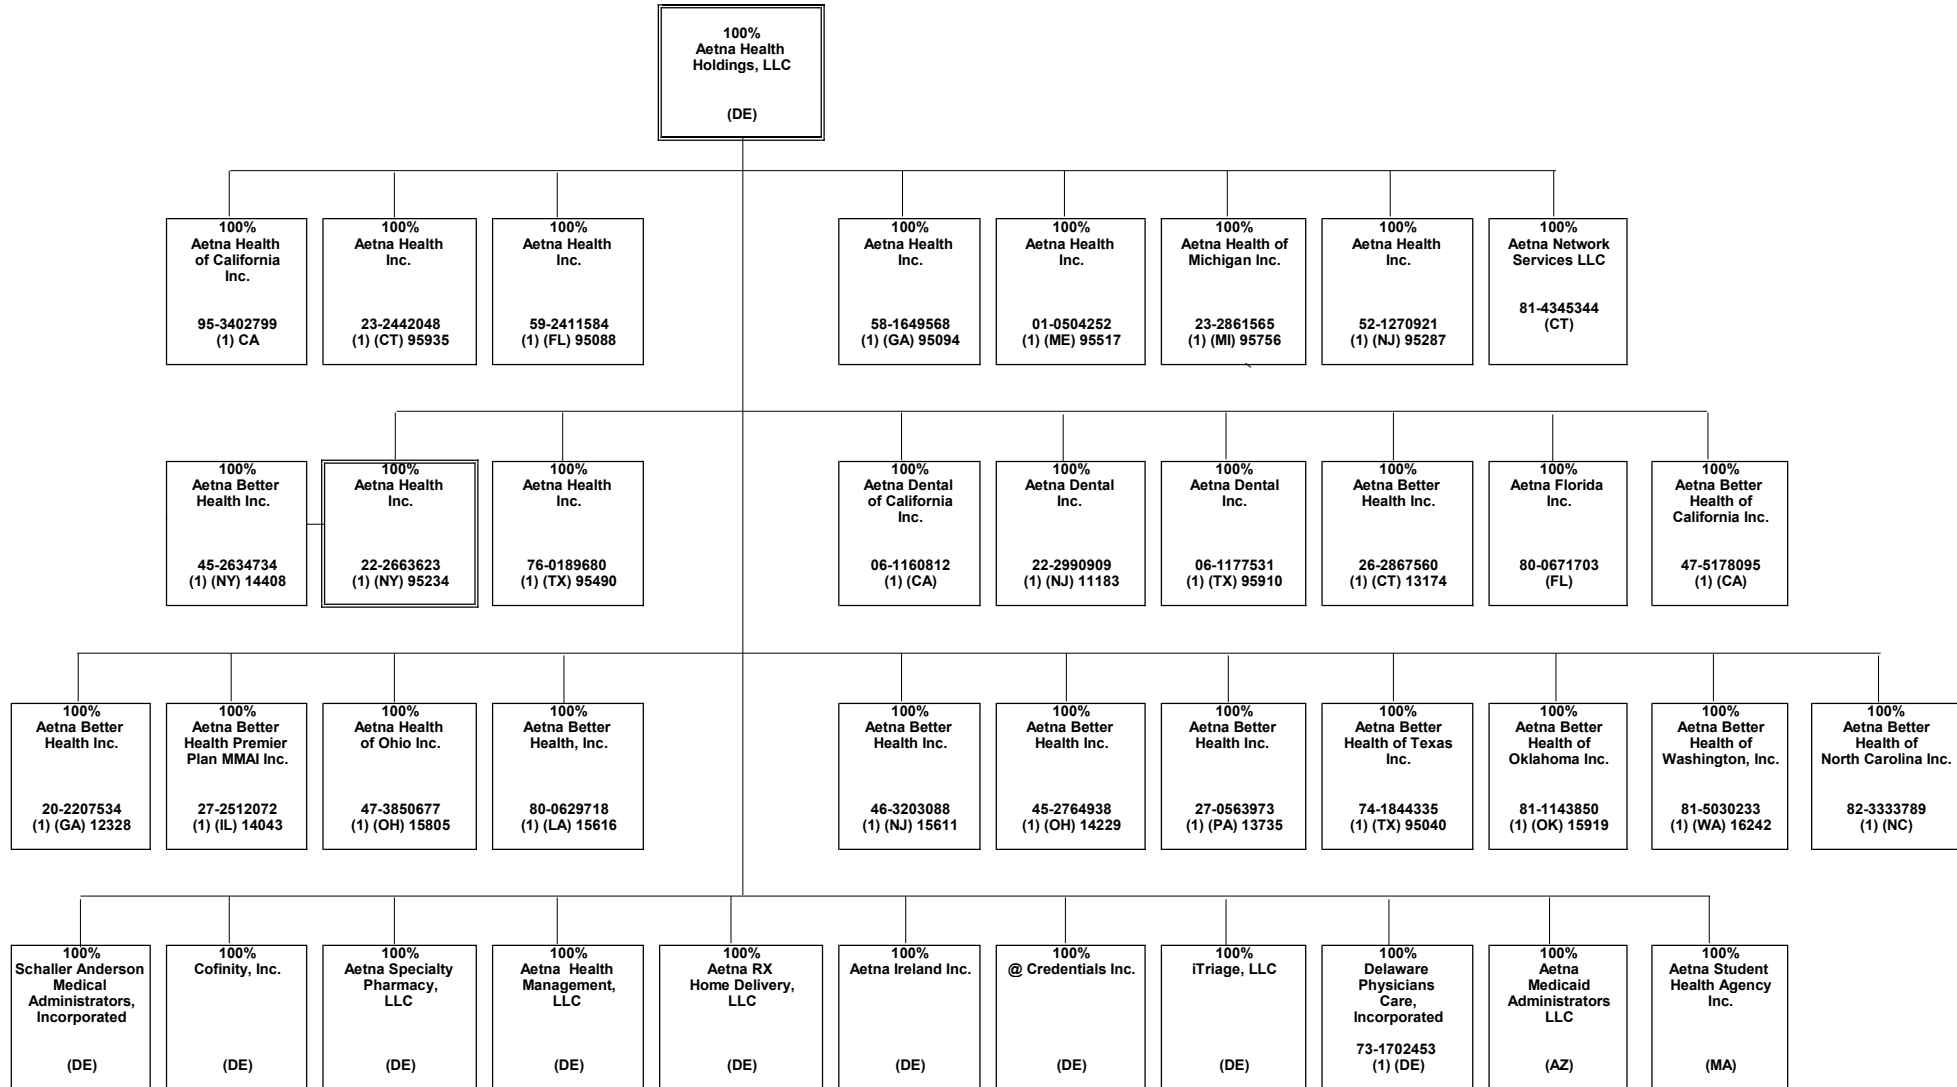 100%
Aetna Health
Holdings, LLC
(DE)
100%
Aetna Health
of California
Inc.
95-3402799
(1) CA
100%
Aetna Health
Inc.
23-2442048
(1) (CT) 95935
100%
Aetna Health
Inc.
59-2411584
(1) (FL) 95088
100%
Aetna Health
Inc.
58-1649568
(1) (GA) 95094
100%
Aetna Health
Inc.
01-0504252
(1) (ME) 95517
100%
Aetna Health of
Michigan Inc.
23-2861565
(1) (MI) 95756
100%
Aetna Health
Inc.
52-1270921
(1) (NJ) 95287
100%
Aetna Network
Services LLC
81-4345344
(CT)
100%
Aetna Better
Health Inc.
45-2634734
(1) (NY) 14408
100%
Aetna Health
Inc.
22-2663623
(1) (NY) 95234
100%
Aetna Health
Inc.
76-0189680
(1) (TX) 95490
100%
Aetna Dental
of California
Inc.
06-1160812
(1) (CA)
100%
Aetna Dental
Inc.
22-2990909
(1) (NJ) 11183
100%
Aetna Dental
Inc.
06-1177531
(1) (TX) 95910
100%
Aetna Better
Health Inc.
26-2867560
(1) (CT) 13174
100%
Aetna Florida
Inc.
80-0671703
(FL)
100%
Aetna Better
Health of
California Inc.
47-5178095
(1) (CA)
100%
Aetna Better
Health Inc.
20-2207534
(1) (GA) 12328
100%
Aetna Better
Health Premier
Plan MMAI Inc.
27-2512072
(1) (IL) 14043
100%
Aetna Health
of Ohio Inc.
47-3850677
(1) (OH) 15805
100%
Aetna Better
Health, Inc.
80-0629718
(1) (LA) 15616
100%
Aetna Better
Health Inc.
46-3203088
(1) (NJ) 15611
100%
Aetna Better
Health Inc.
45-2764938
(1) (OH) 14229
100%
Aetna Better
Health Inc.
27-0563973
(1) (PA) 13735
100%
Aetna Better
Health of Texas
Inc.
74-1844335
(1) (TX) 95040
100%
Aetna Better
Health of
Oklahoma Inc.
81-1143850
(1) (OK) 15919
100%
Aetna Better
Health of
Washington, Inc.
81-5030233
(1) (WA) 16242
100%
Aetna Better
Health of
North Carolina Inc.
82-3333789
(1) (NC)
100%
Schaller Anderson
Medical
Administrators,
Incorporated
(DE)
100%
Cofinity, Inc.
(DE)
100%
Aetna Specialty
Pharmacy,
LLC
(DE)
100%
Aetna Health
Management,
LLC
(DE)
100%
Aetna RX
Home Delivery,
LLC
(DE)
100%
Aetna Ireland Inc.
(DE)
100%
@ Credentials Inc.
(DE)
100%
iTriage, LLC
(DE)
100%
Delaware
Physicians
Care,
Incorporated
73-1702453
(1) (DE)
100%
Aetna
Medicaid
Administrators
LLC
(AZ)
100%
Aetna Student
Health Agency
Inc.
(MA)